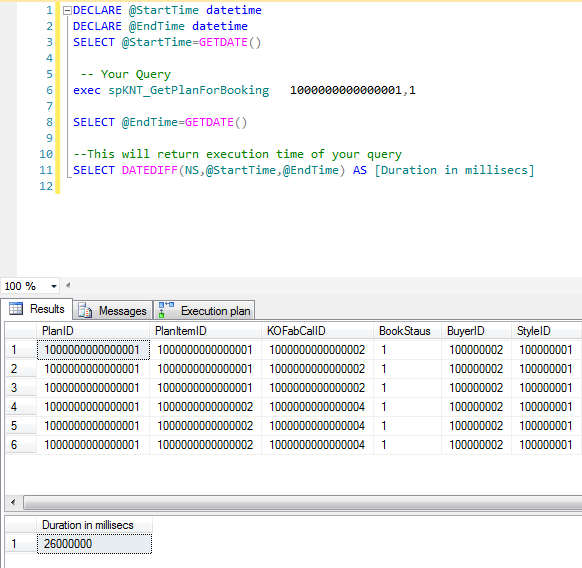 1 DECLARE @StartTime datetime
2 DECLARE @EndTime datetime
3 SELECT @StartTime=GETDATE()
4
5 -- Your Query
6 exec spKNT_GetPlanForBooking 1000000000000001,1
7
8 SELECT @EndTime=GETDATE()
9
10 --This will return execution time of your query
11 SELECT DATEDIFF(NS,@StartTime,@EndTime) AS [Duration in millisecs]
12
100 %
Results Messages Execution plan
PlanID PlanItemID KOFabCalID BookStaus BuyerID StyleID
1 1000000000000001 1000000000000001 1000000000000002 1 100000002 100000001
2 1000000000000001 1000000000000001 1000000000000002 1 100000002 100000001
3 1000000000000001 1000000000000001 1000000000000002 1 100000002 100000001
4 1000000000000001 1000000000000002 1000000000000004 1 100000002 100000001
5 1000000000000001 1000000000000002 1000000000000004 1 100000002 100000001
6 1000000000000001 1000000000000002 1000000000000004 1 100000002 100000001
Duration in millisecs
1 26000000